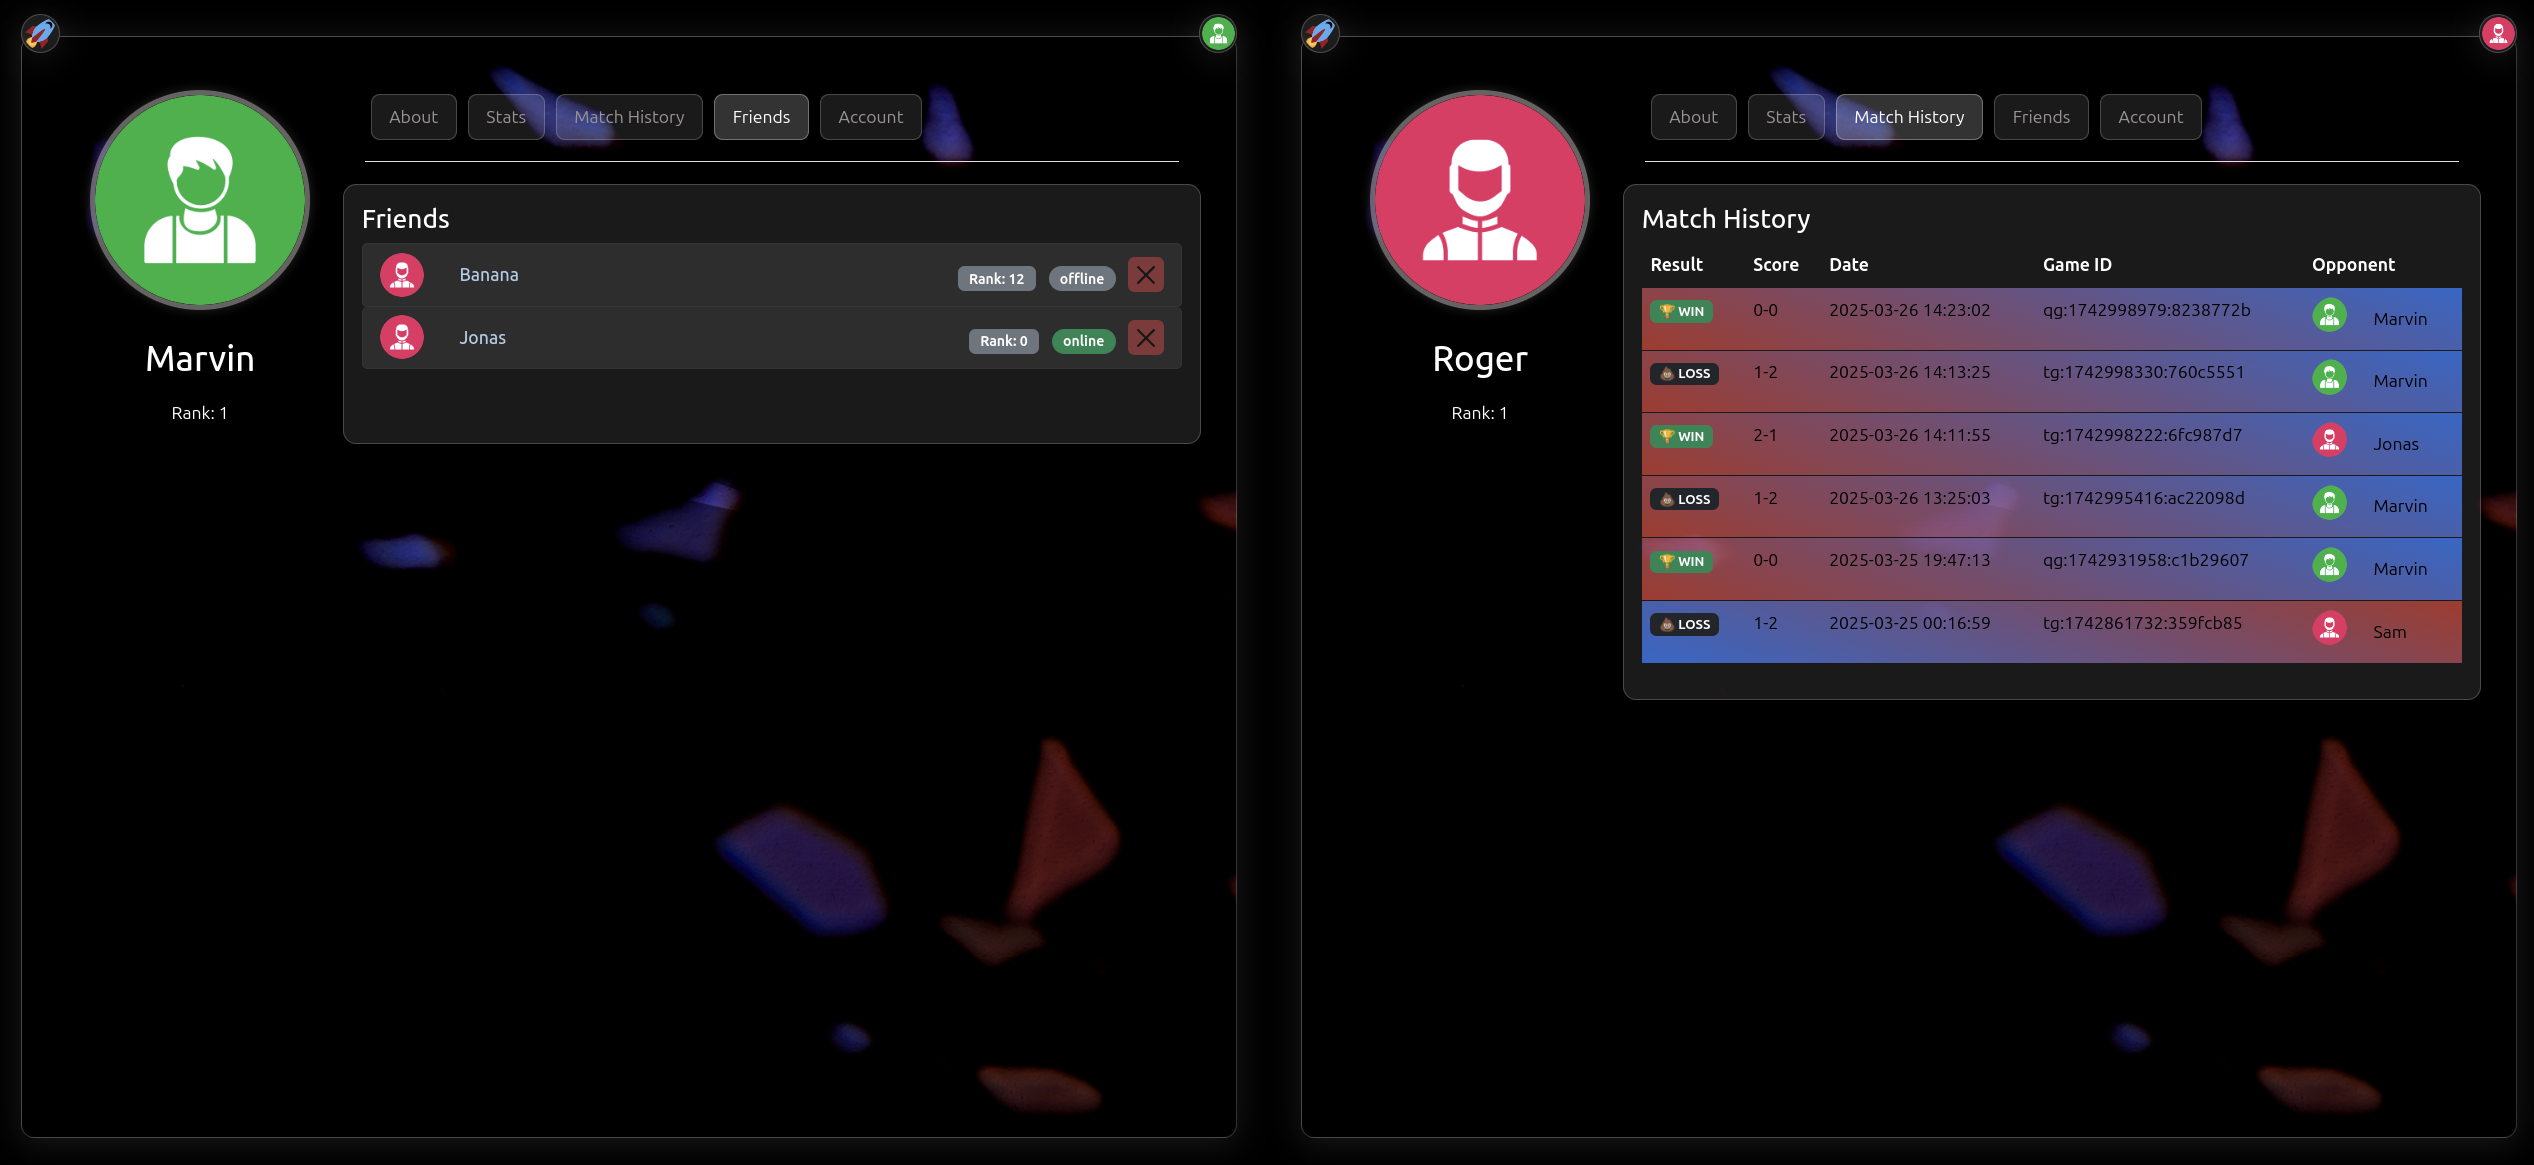 About Stats Match History Friends Account
Friends
Banana Rank: 12 offline
Jonas Rank: 0 online
Marvin
Rank: 1
About Stats Match History Friends Account
Match History
Result Score Date Game ID Opponent
WIN 0-0 2025-03-26 14:23:02 qg:1742998979:8238772b Marvin
LOSS 1-2 2025-03-26 14:13:25 tg:1742998330:760c5551 Marvin
WIN 2-1 2025-03-26 14:11:55 tg:1742998222:6fc987d7 Jonas
LOSS 1-2 2025-03-26 13:25:03 tg:1742995416:ac22098d Marvin
WIN 0-0 2025-03-25 19:47:13 qg:1742931958:c1b29607 Marvin
LOSS 1-2 2025-03-25 00:16:59 tg:1742861732:359fcb85 Sam
Roger
Rank: 1